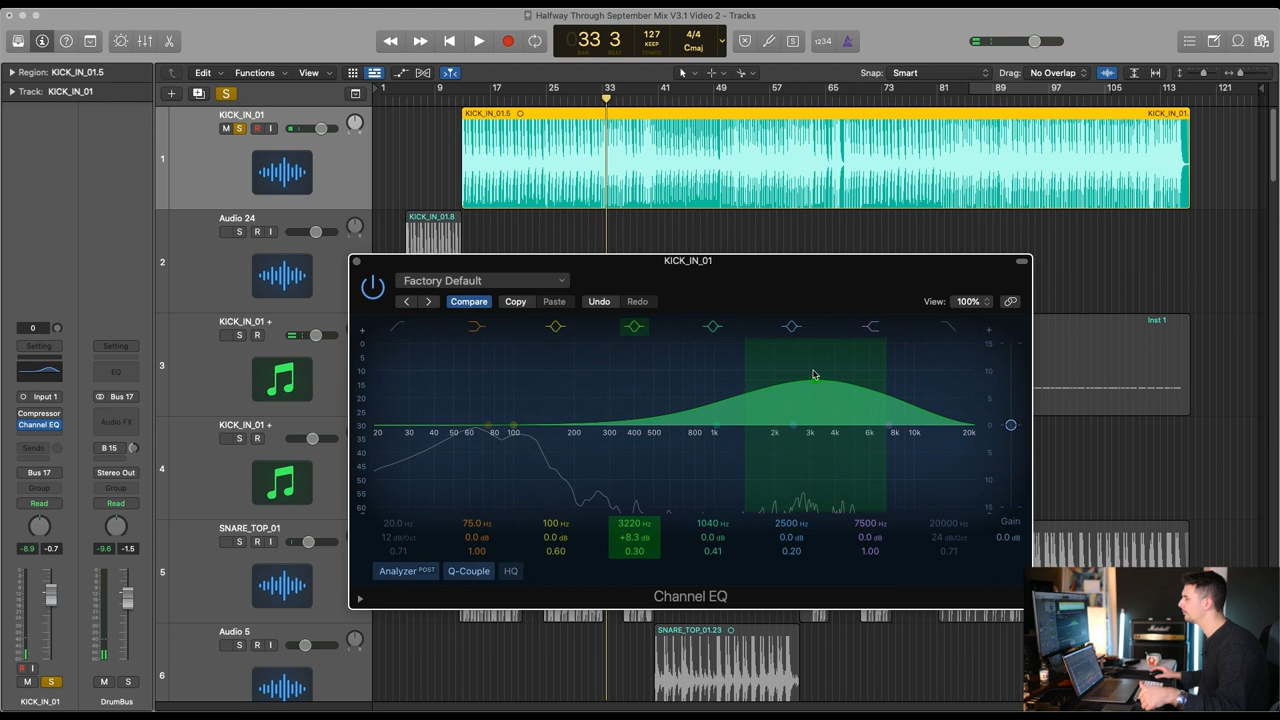 Halfway Through September Mix V3.1 Video 2 - Tracks
33 3
BAR BEAT
127
KEEP
TEMPO
4/4
Cmaj
1234
S
Region: KICK_IN_01.5
Track: KICK_IN_01
Edit
Functions
View
Snap: Smart
Drag: No Overlap
S
1 9 17 25 33 41 49 57 65 73 81 89 97 105 113 121
1
KICK_IN_01
M S R I
KICK_IN_01.5
KICK_IN_01.
2
Audio 24
S R I
KICK_IN_01.8
3
KICK_IN_01 +
S R
Inst 1
4
KICK_IN_01 +
S R
5
SNARE_TOP_01
S R I
6
Audio 5
S R I
SNARE_TOP_01.23
KICK_IN_01
Factory Default
Compare
Copy
Paste
Undo
Redo
View: 100%
+ +
0 5 10 15 20 25 30 35 40 45 50 55 60
15 10 5 0 5 10 15
20 30 40 50 60 80 100 200 300 400 500 800 1k 2k 3k 4k 6k 8k 10k 20k
20.0 Hz 75.0 Hz 100 Hz 3220 Hz 1040 Hz 2500 Hz 7500 Hz 20000 Hz Gain
12 dB/Oct 0.0 dB 0.0 dB +8.3 dB 0.0 dB 0.0 dB 0.0 dB 24 dB/Oct 0.0 dB
0.71 1.00 0.60 0.30 0.41 0.20 1.00 0.71
Analyzer POST
Q-Couple
HQ
Channel EQ
0
Setting Setting
EQ
Input 1 Bus 17
Compressor
Channel EQ
Audio FX
Sends B 15
Bus 17 Stereo Out
Group Group
Read Read
-8.9 -0.7 -9.6 -1.5
R I
M S M S
KICK_IN_01 DrumBus